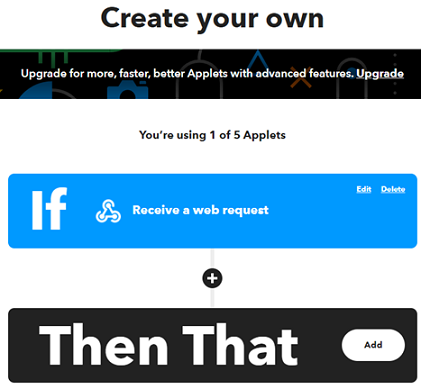 Create your own
Upgrade for more, faster, better Applets with advanced features. Upgrade
You're using 1 of 5 Applets
Edit Delete
If Receive a web request
Then That Add